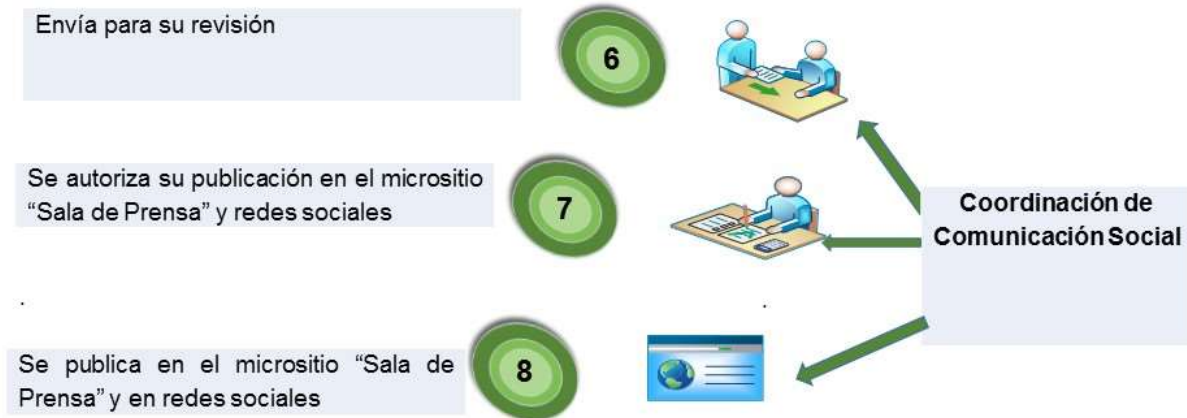 Envía para su revisión
6
Se autoriza su publicación en el micrositio
“Sala de Prensa” y redes sociales
7
Coordinación de
Comunicación Social
.
.
Se publica en el micrositio “Sala de
Prensa” y en redes sociales
8